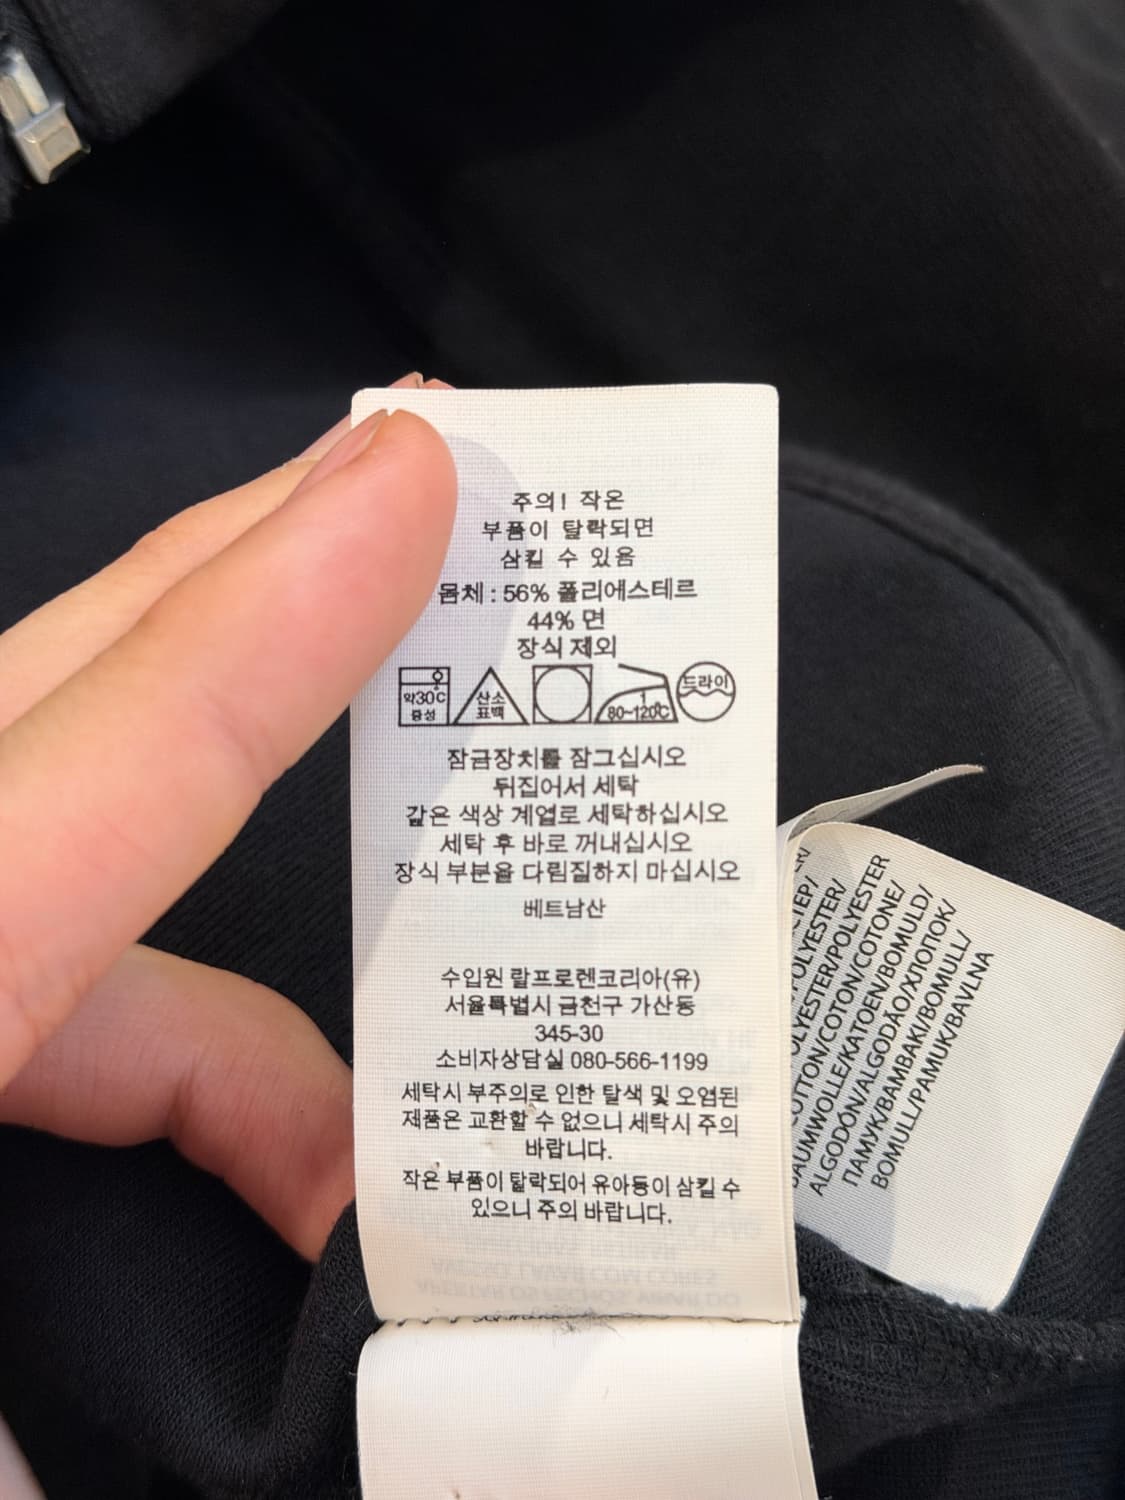 주의! 작은
부품이 탈락되면
삼킬 수 있음
몸체 : 56% 폴리에스테르
44% 면
장식 제외
약30℃
중성
산소
표백
80~120℃
드라이
잠금장치를 잠그십시오
뒤집어서 세탁
같은 색상 계열로 세탁하십시오
세탁 후 바로 꺼내십시오
장식 부분을 다림질하지 마십시오
베트남산
수입원 랄프로렌코리아(유)
서울특별시 금천구 가산동
345-30
소비자상담실 080-566-1199
세탁시 부주의로 인한 탈색 및 오염된
제품은 교환할 수 없으니 세탁시 주의
바랍니다.
작은 부품이 탈락되어 유아등이 삼킬 수
있으니 주의 바랍니다.
OLYESTER/
OLYESTER/POLYESTER
COTTON/COTON/COTONE/
BAUMWOLLE/KATOEN/BOMULD/
ALGODÓN/ALGODÃO/ХЛОПОК/
ПАМУК/BAMBAKI/BOMULL/
BOMULL/PAMUK/BAVLNA